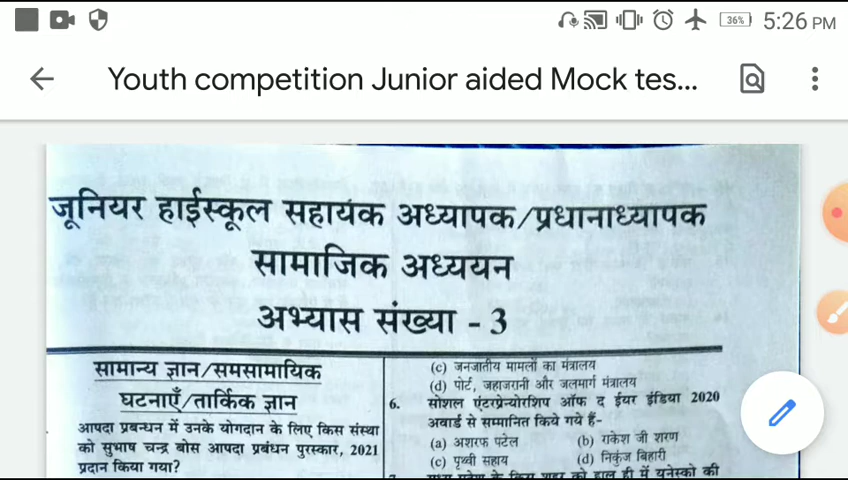 36%
5:26 PM
Youth competition Junior aided Mock tes...
जूनियर हाईस्कूल सहायक अध्यापक/प्रधानाध्यापक
सामाजिक अध्ययन
अभ्यास संख्या - 3
सामान्य ज्ञान/समसामायिक
घटनाएँ/तार्किक ज्ञान
आपदा प्रबन्धन में उनके योगदान के लिए किस संस्था
को सुभाष चन्द्र बोस आपदा प्रबंधन पुरस्कार, 2021
प्रदान किया गया?
(c) जनजातीय मामलों का मंत्रालय
(d) पोर्ट, जहाजरानी और जलमार्ग मंत्रालय
6. सोशल एंटरप्रेन्योरशिप ऑफ द ईयर इंडिया 2020
अवार्ड से सम्मानित किये गये हैं-
(a) अशरफ पटेल (b) राकेश जी शरण
(c) पृथ्वी सहाय (d) निकुंज बिहारी
मध्य प्रदेश के किस शहर को हाल ही में यूनेस्को की